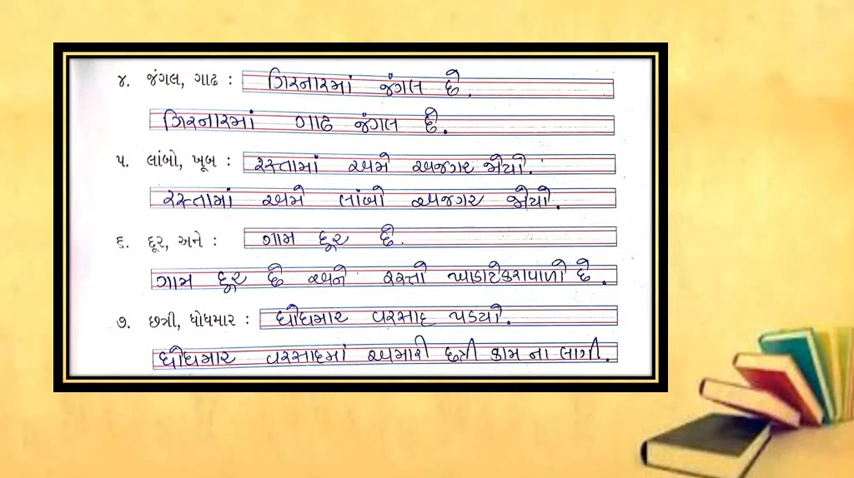 ૪. જંગલ, ગાઢ : ગિરનારમાં જંગલ છે.
ગિરનારમાં ગાઢ જંગલ છે.
૫. લાંબો, ખૂબ : રસ્તામાં અમે અજગર જોયો.
રસ્તામાં અમે લાંબો અજગર જોયો.
૬. દૂર, અને : ગામ દૂર છે.
ગામ દૂર છે અને રસ્તો ખાડાટેકરાવાળો છે.
૭. છત્રી, ધોધમાર : ધોધમાર વરસાદ પડયો.
ધોધમાર વરસાદમાં અમારી છત્રી કામ ના લાગી.